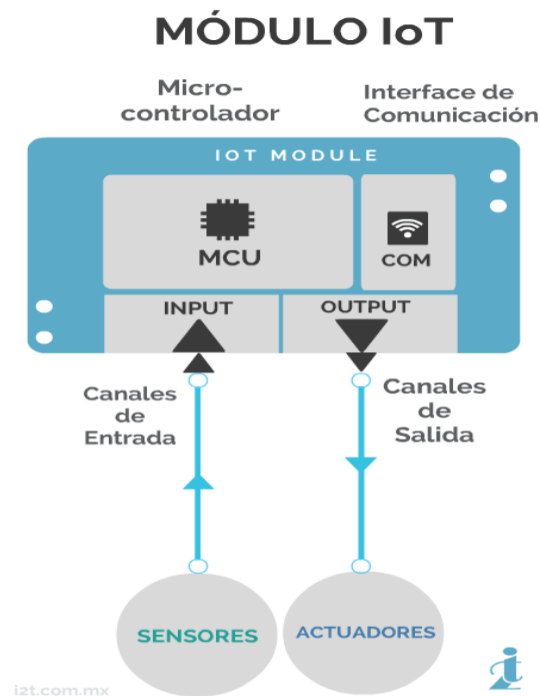 MÓDULO IoT
Micro-
controlador
Interface de
Comunicación
IOT MODULE
MCU
COM
INPUT
OUTPUT
Canales
de
Entrada
Canales
de
Salida
SENSORES
ACTUADORES
i2t.com.mx